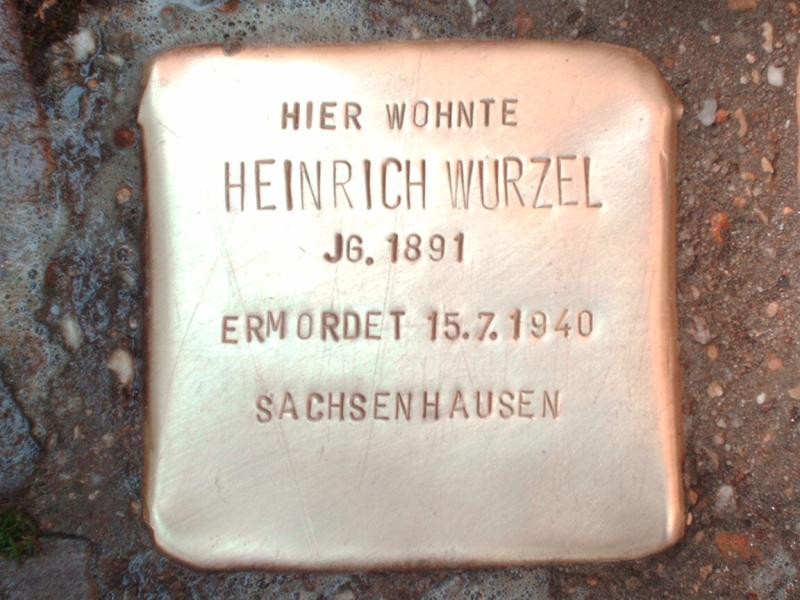 HIER WOHNTE
HEINRICH WURZEL
JG. 1891
ERMORDET 15.7.1940
SACHSENHAUSEN